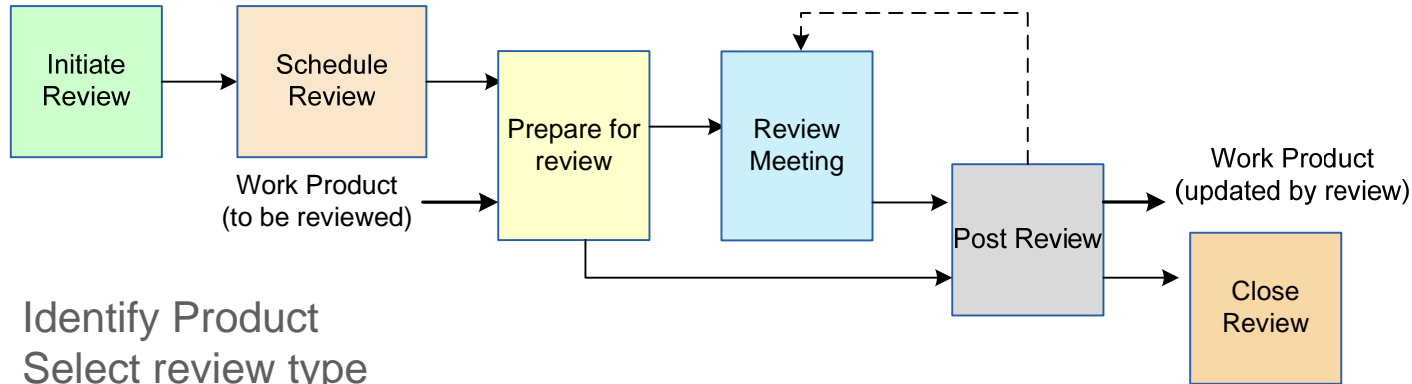 Initiate
Review
Schedule
Review
Prepare for
review
Review
Meeting
Work Product
(to be reviewed)
Post Review
Work Product
(updated by review)
Close
Review
Identify Product
Select review type